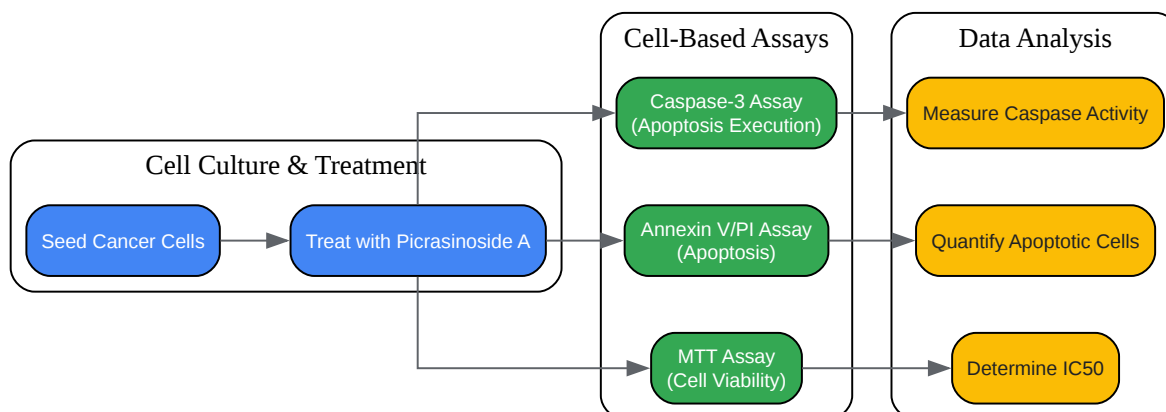 Cell Culture & Treatment
Seed Cancer Cells
Treat with Picrasinoside A
Cell-Based Assays
Caspase-3 Assay
(Apoptosis Execution)
Annexin V/PI Assay
(Apoptosis)
MTT Assay
(Cell Viability)
Data Analysis
Measure Caspase Activity
Quantify Apoptotic Cells
Determine IC50